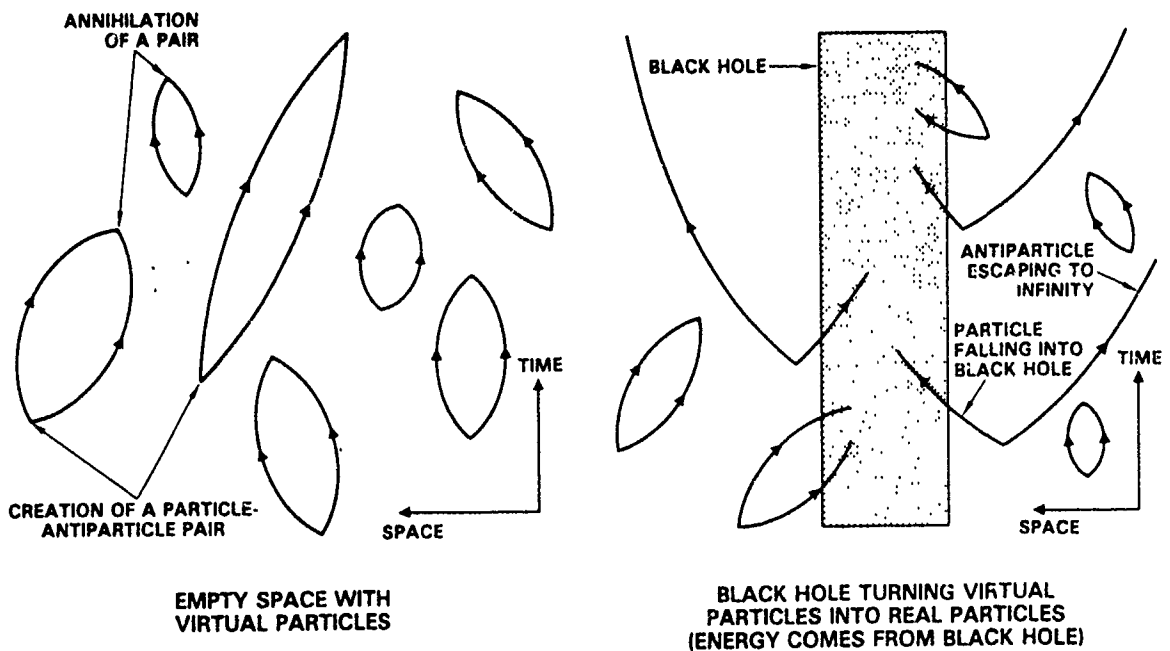 ANNIHILATION
OF A PAIR
CREATION OF A PARTICLE-
ANTIPARTICLE PAIR
TIME
SPACE
EMPTY SPACE WITH
VIRTUAL PARTICLES
BLACK HOLE
ANTIPARTICLE
ESCAPING TO
INFINITY
PARTICLE
FALLING INTO
BLACK HOLE
TIME
SPACE
BLACK HOLE TURNING VIRTUAL
PARTICLES INTO REAL PARTICLES
(ENERGY COMES FROM BLACK HOLE)